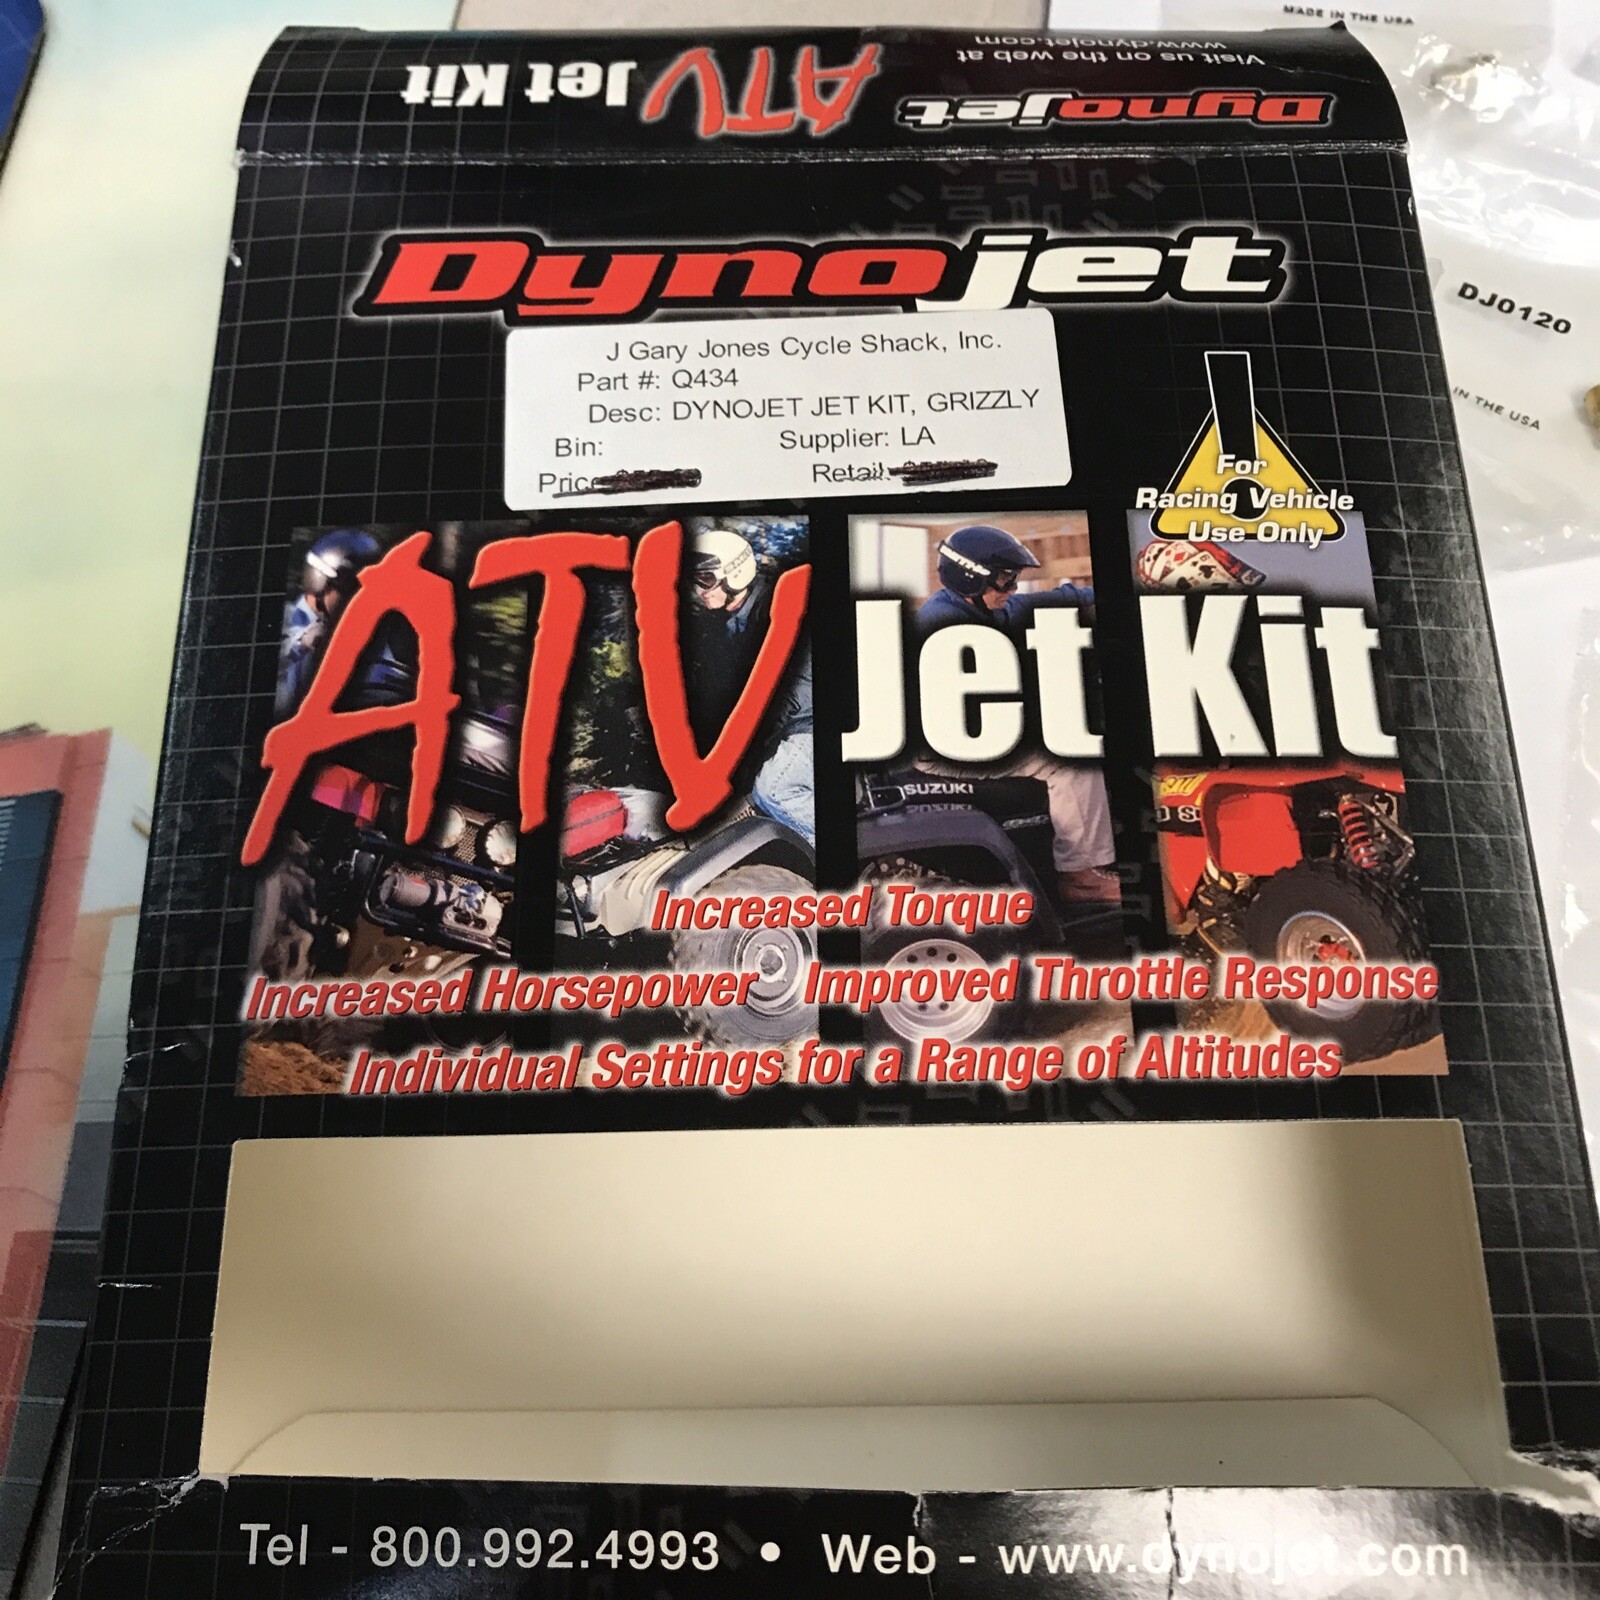 MADE IN THE USA
Visit us on the web at
www.dynojet.com
Dynojet ATV Jet Kit
Dynojet
DJ0120
IN THE USA
J Gary Jones Cycle Shack, Inc.
Part #: Q434
Desc: DYNOJET JET KIT, GRIZZLY
Bin: Supplier: LA
Price Retail:
For
Racing Vehicle
Use Only
ATV Jet Kit
SUZUKI
Increased Torque
Increased Horsepower Improved Throttle Response
Individual Settings for a Range of Altitudes
Tel - 800.992.4993 • Web - www.dynojet.com